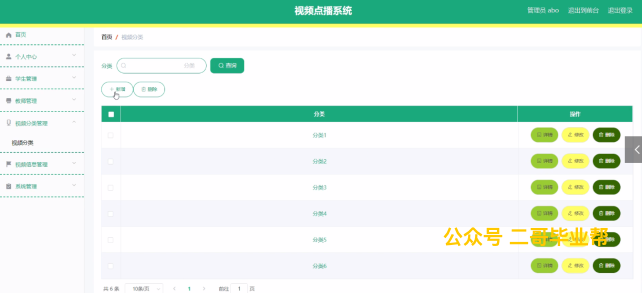 视频点播系统
管理员 abo 退出到前台 退出登录
首页
个人中心
学生管理
教师管理
视频分类管理
视频分类
视频信息管理
系统管理
首页 / 视频分类
分类 分类 查询
+ 新增 删除
分类 操作
分类1 详情 修改 删除
分类2 详情 修改 删除
分类3 详情 修改 删除
分类4 详情 修改 删除
分类5 详情 修改 删除
分类6 详情 修改 删除
公众号 二哥毕业帮
共 6 条 10条/页 1 前往 1 页